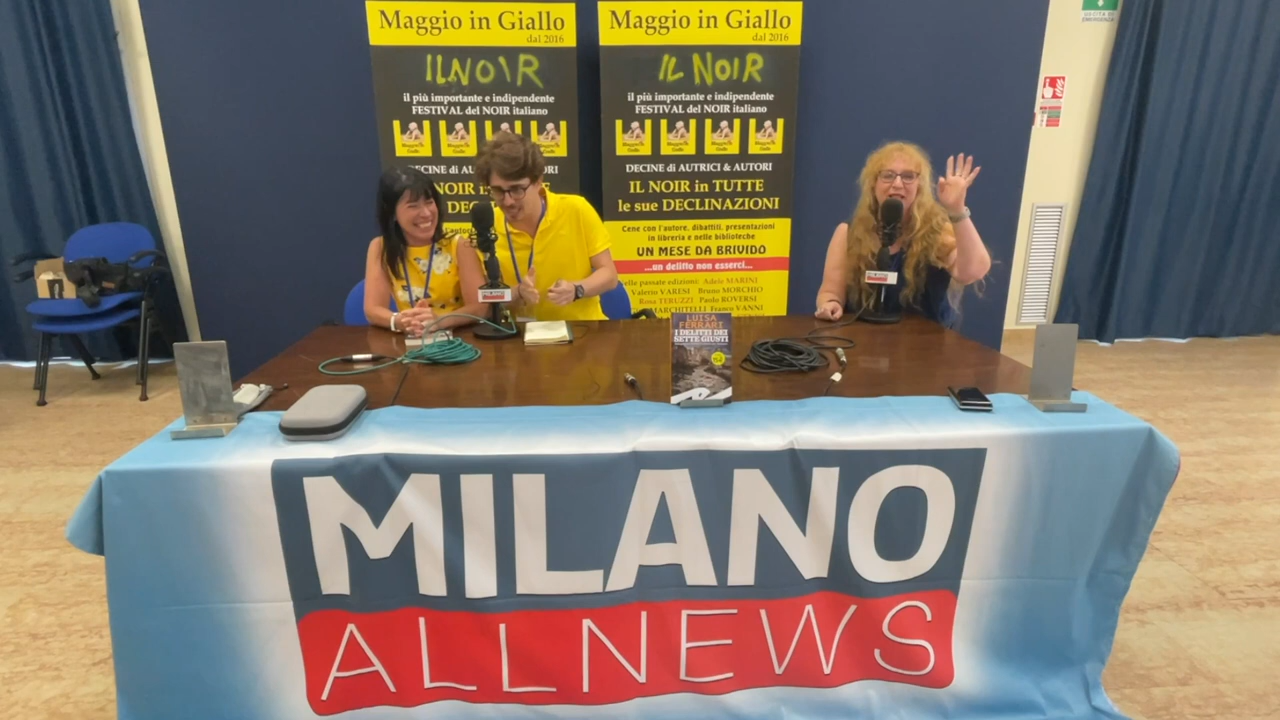 Maggio in Giallo
dal 2016
IL NOIR
il più importante e indipendente
FESTIVAL del NOIR italiano
Maggio in Giallo
dal 2016
IL NOIR
il più importante e indipendente
FESTIVAL del NOIR italiano
DECINE di AUTRICI & AUTORI
IL NOIR in TUTTE
le sue DECLINAZIONI
Cene con l'autore, dibattiti, presentazioni
in libreria e nelle biblioteche
UN MESE DA BRIVIDO
...un delitto non esserci...
Nelle passate edizioni: Adele MARINI
Valerio VARESI Bruno MORCHIO
Rosa TERUZZI Paolo ROVERSI
MARCHITELLI Franco VANNI
USCITA DI
EMERGENZA
LUISA
FERRARI
I DELITTI DEI
SETTE GIUSTI
MILANO
ALLNEWS